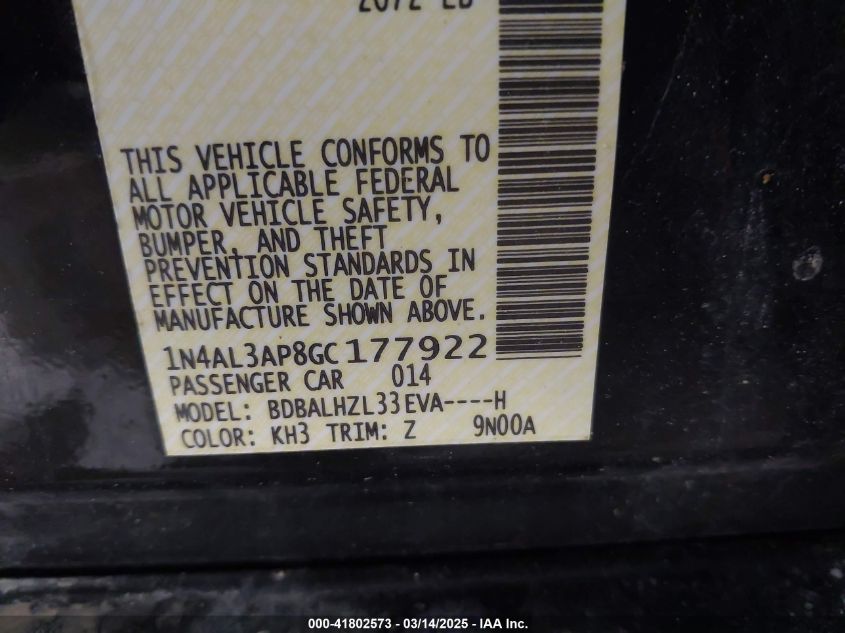 THIS VEHICLE CONFORMS TO
ALL APPLICABLE FEDERAL
MOTOR VEHICLE SAFETY,
BUMPER, AND THEFT
PREVENTION STANDARDS IN
EFFECT ON THE DATE OF
MANUFACTURE SHOWN ABOVE.
1N4AL3AP8GC177922
PASSENGER CAR 014
MODEL: BDBALHZL33EVA----H
COLOR: KH3 TRIM: Z 9N00A
000-41802573 - 03/14/2025 - IAA Inc.